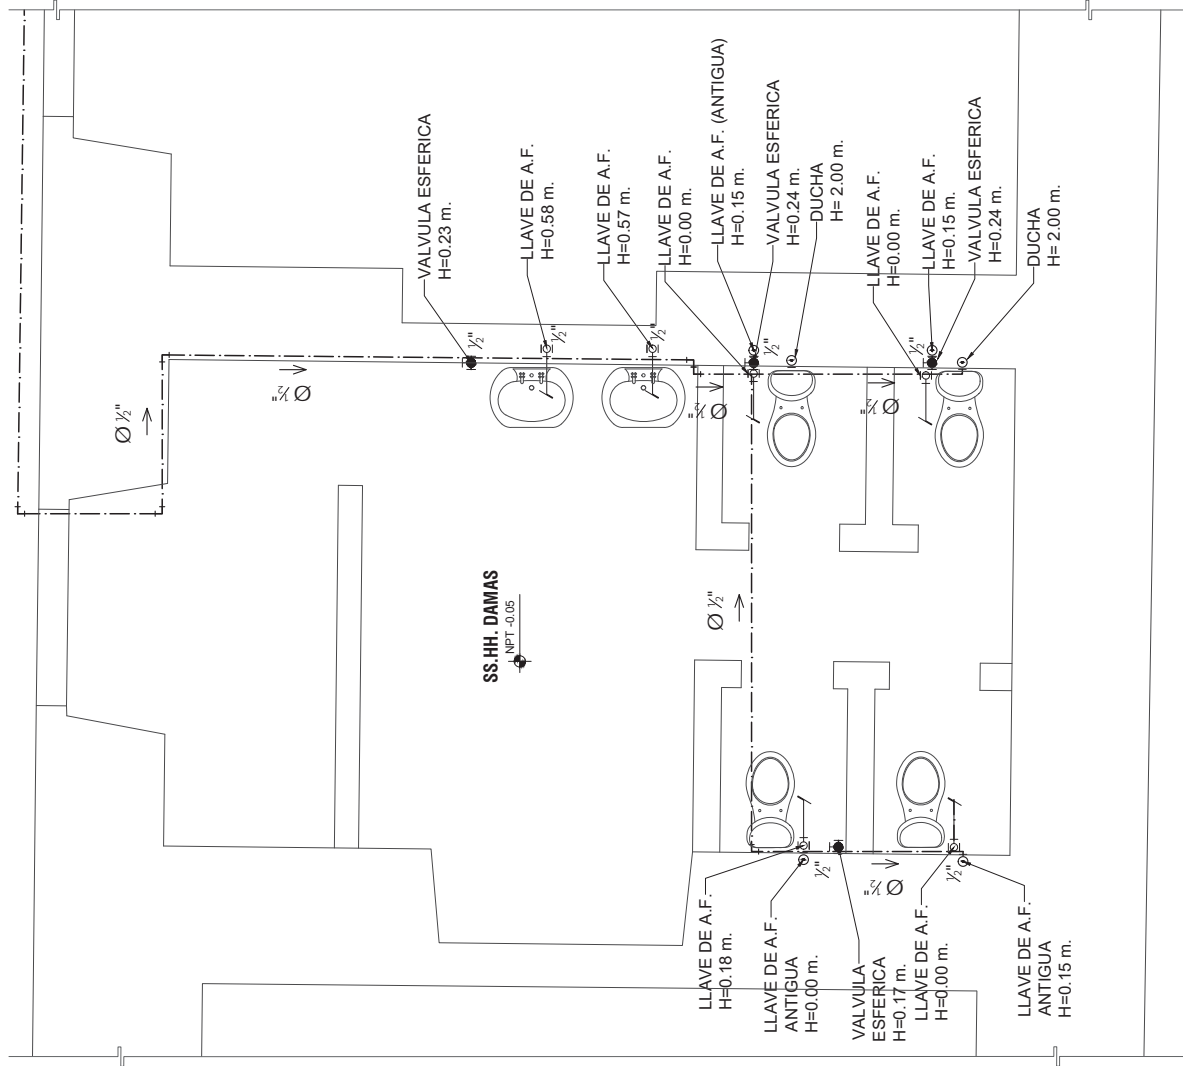 VALVULA ESFERICA
H=0.23 m.
LLAVE DE A.F.
H=0.58 m.
LLAVE DE A.F.
H=0.57 m.
LLAVE DE A.F.
H=0.00 m.
LLAVE DE A.F. (ANTIGUA)
H=0.15 m.
VALVULA ESFERICA
H=0.24 m.
DUCHA
H= 2.00 m.
LLAVE DE A.F.
H=0.00 m.
LLAVE DE A.F.
H=0.15 m.
VALVULA ESFERICA
H=0.24 m.
DUCHA
H= 2.00 m.
Ø ½"
Ø ½"
½"
½"
½"
½"
½"
Ø ½"
Ø ½"
SS.HH. DAMAS
NPT -0.05
Ø ½"
½"
Ø ½"
½"
LLAVE DE A.F.
H=0.18 m.
LLAVE DE A.F.
ANTIGUA
H=0.00 m.
VALVULA
ESFERICA
H=0.17 m.
LLAVE DE A.F.
H=0.00 m.
LLAVE DE A.F.
ANTIGUA
H=0.15 m.